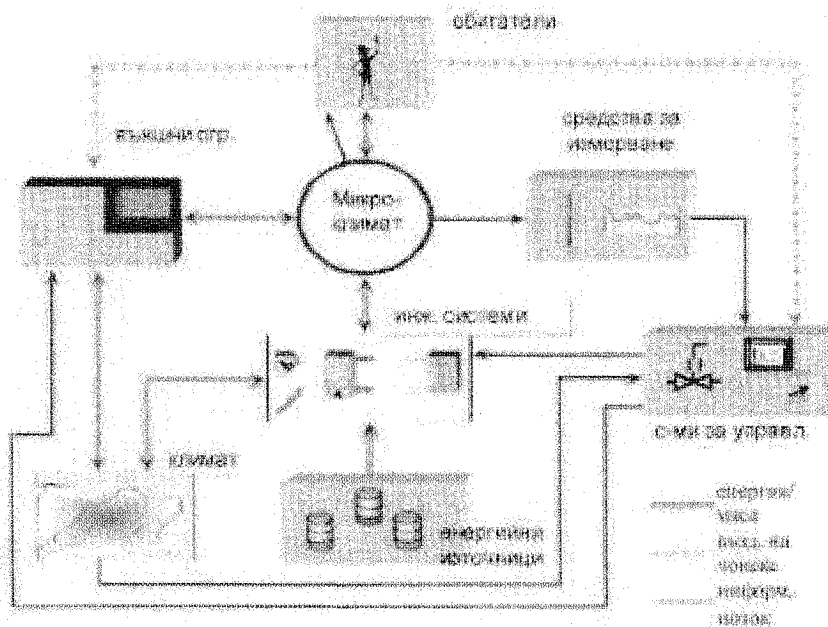 обитатели
външни огр.
средства за
измерване
Микро-
климат
инж. системи
с-ми за управл.
климат
енергийни
източници
енергия/
маса
възд. на
човека
информ.
поток